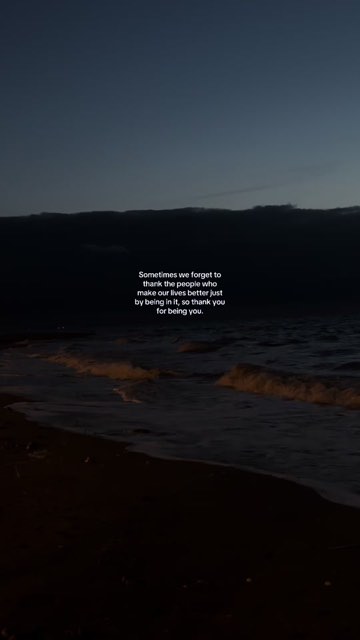 Sometimes we forget to
thank the people who
make our lives better just
by being in it, so thank you
for being you.